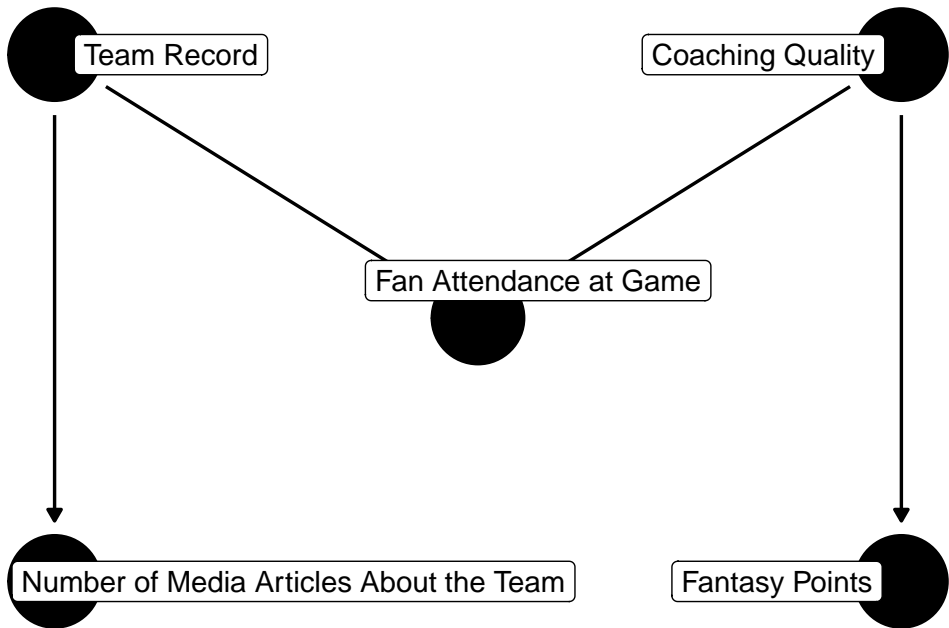 Team Record
Coaching Quality
Fan Attendance at Game
Number of Media Articles About the Team
Fantasy Points